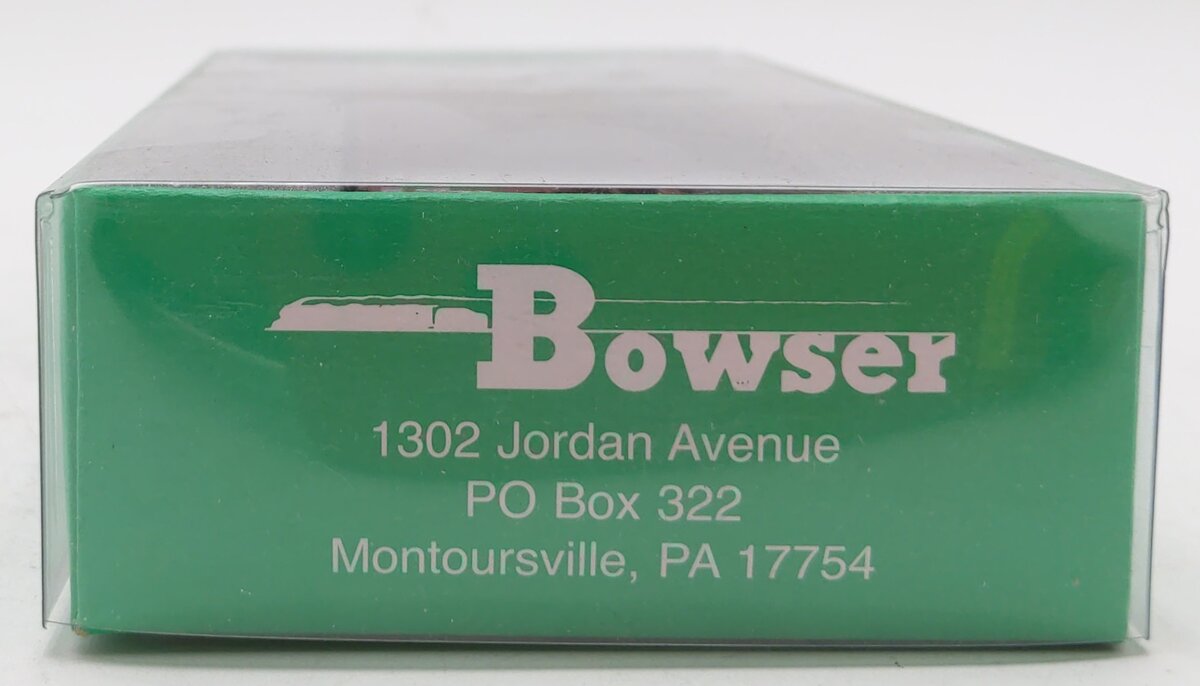 Bowser
1302 Jordan Avenue
PO Box 322
Montoursville, PA 17754